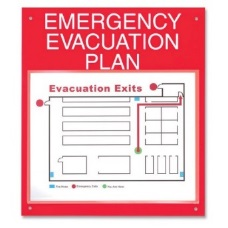 EMERGENCY
EVACUATION
PLAN
Evacuation Exits